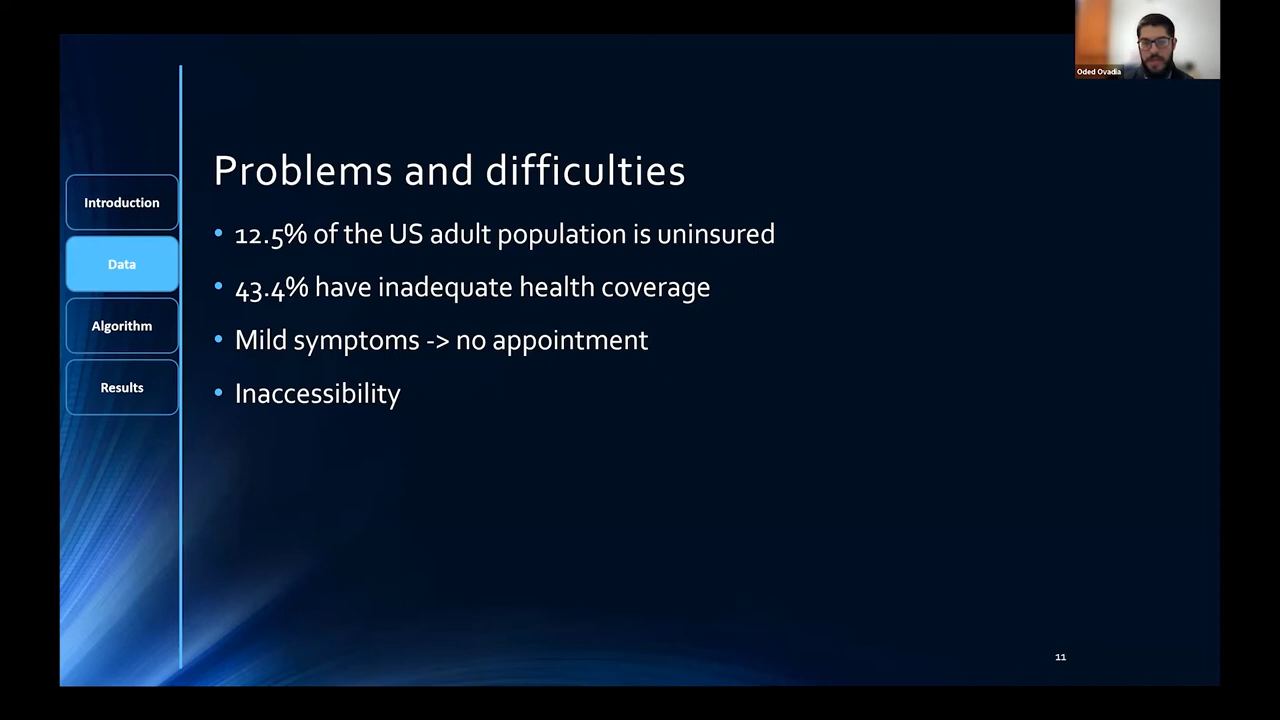 Oded Ovadia
Problems and difficulties
Introduction
Data
Algorithm
Results
• 12.5% of the US adult population is uninsured
• 43.4% have inadequate health coverage
• Mild symptoms -> no appointment
• Inaccessibility
11